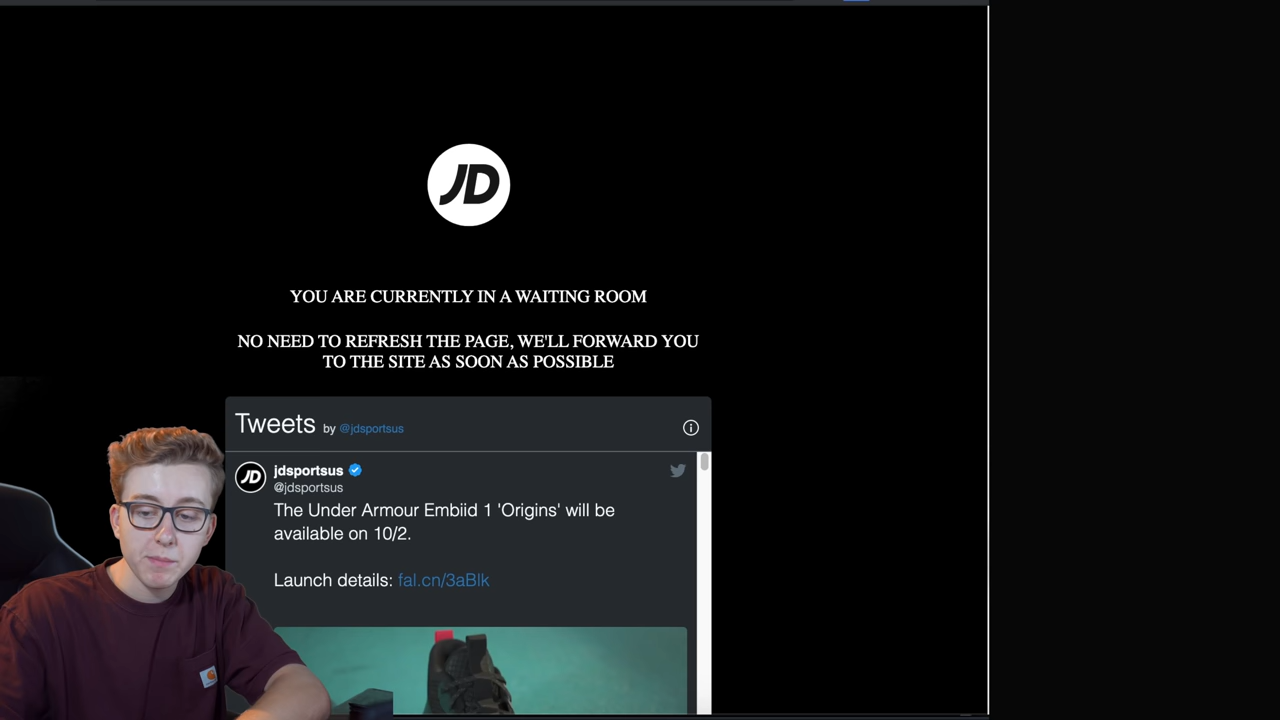 JD
YOU ARE CURRENTLY IN A WAITING ROOM
NO NEED TO REFRESH THE PAGE, WE'LL FORWARD YOU
TO THE SITE AS SOON AS POSSIBLE
Tweets by @jdsportsus
JD
jdsportsus
@jdsportsus
The Under Armour Embiid 1 'Origins' will be
available on 10/2.
Launch details: fal.cn/3aBlk